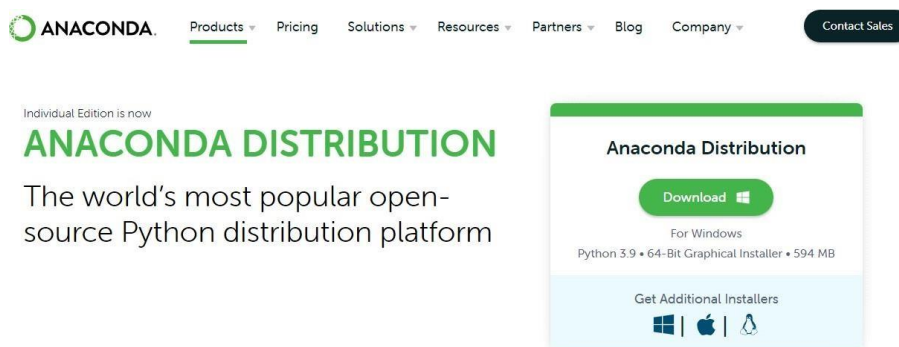 ANACONDA.
Products Pricing Solutions Resources Partners Blog Company Contact Sales
Individual Edition is now
ANACONDA DISTRIBUTION
The world's most popular open-
source Python distribution platform
Anaconda Distribution
Download
For Windows
Python 3.9 • 64-Bit Graphical Installer • 594 MB
Get Additional Installers